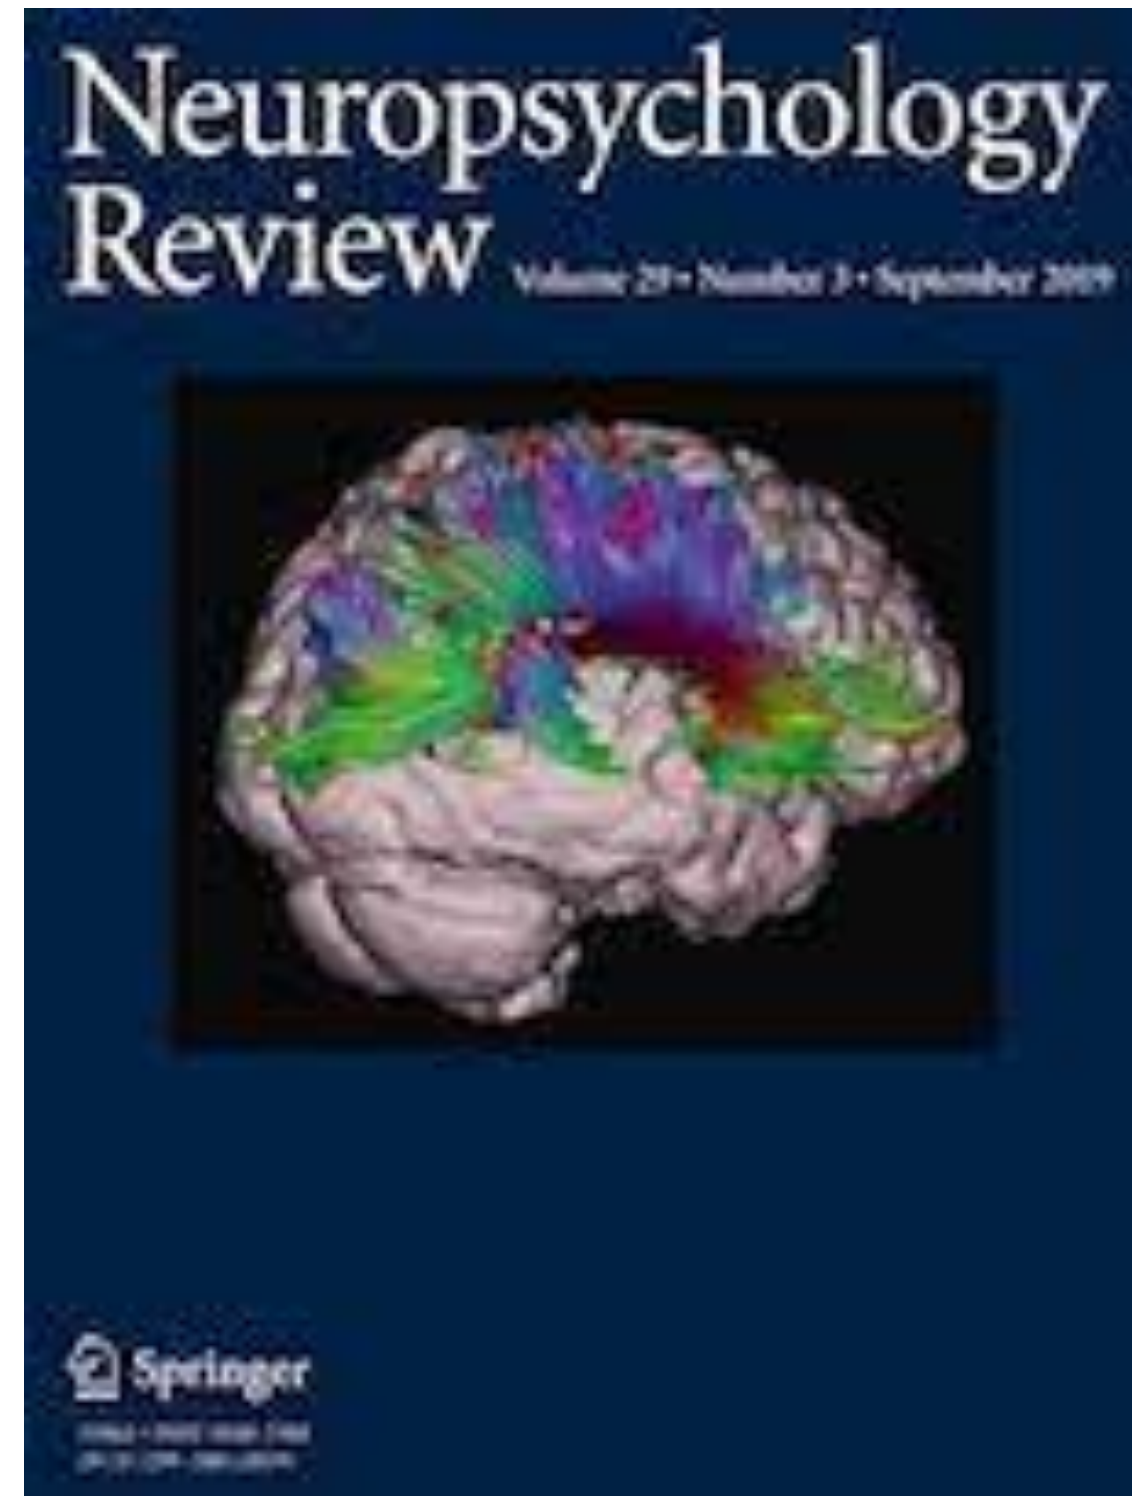 Neuropsychology
Review
Volume 29 • Number 3 • September 2019
Springer